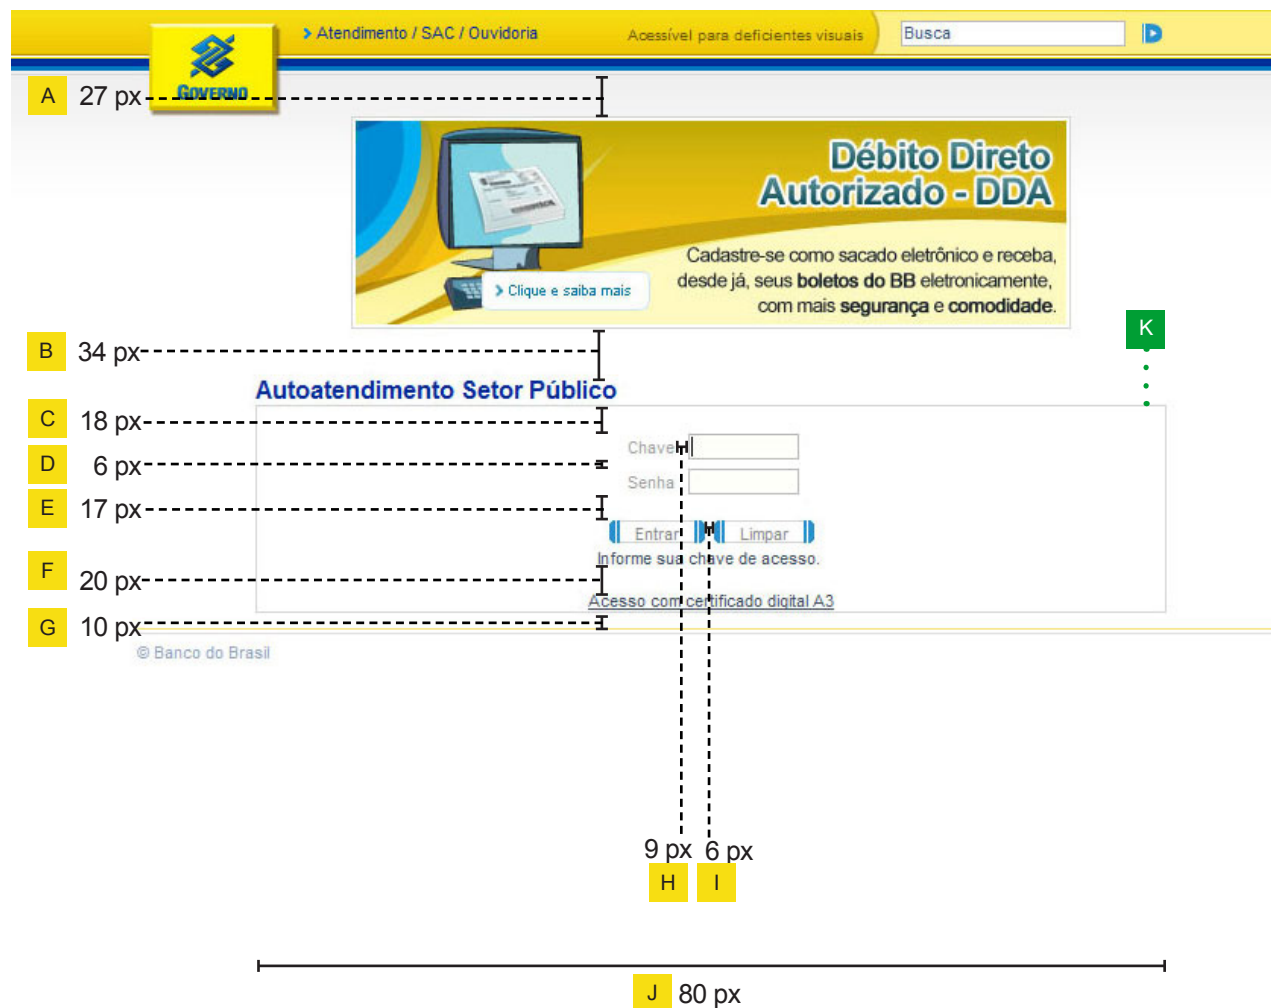 > Atendimento / SAC / Ouvidoria
Acessível para deficientes visuais
Busca
GOVERNO
A 27 px
Débito Direto
Autorizado - DDA
Cadastre-se como sacado eletrônico e receba,
desde já, seus boletos do BB eletronicamente,
com mais segurança e comodidade.
> Clique e saiba mais
K
B 34 px
Autoatendimento Setor Público
C 18 px
Chave
D 6 px
Senha
E 17 px
Entrar Limpar
Informe sua chave de acesso.
F 20 px
Acesso com certificado digital A3
G 10 px
© Banco do Brasil
9 px 6 px
H I
J 80 px